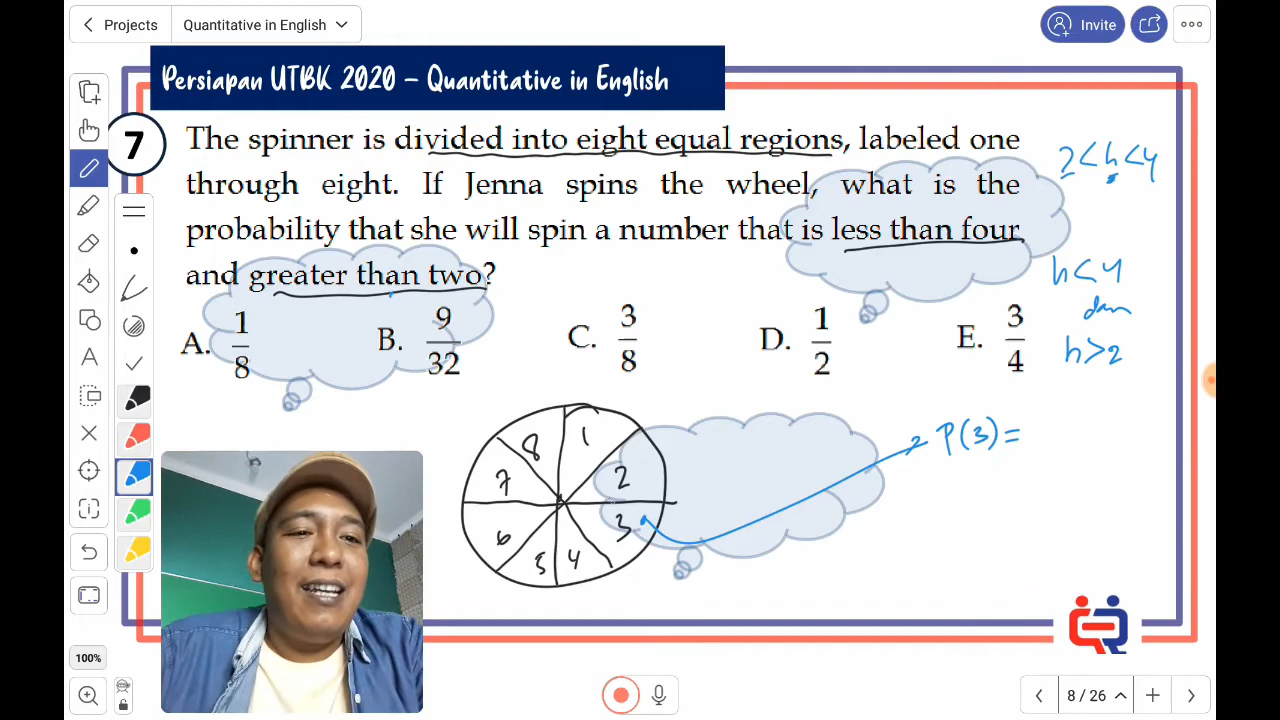 Projects
Quantitative in English
Invite
Persiapan UTBK 2020 – Quantitative in English
7
The spinner is divided into eight equal regions, labeled one
through eight. If Jenna spins the wheel, what is the
probability that she will spin a number that is less than four
and greater than two?
A. 1/8 B. 9/32 C. 3/8 D. 1/2 E. 3/4
2<h<4
h<4
dan
h>2
8 1
7 2
6 3
5 4
P(3)=
A
100%
8 / 26